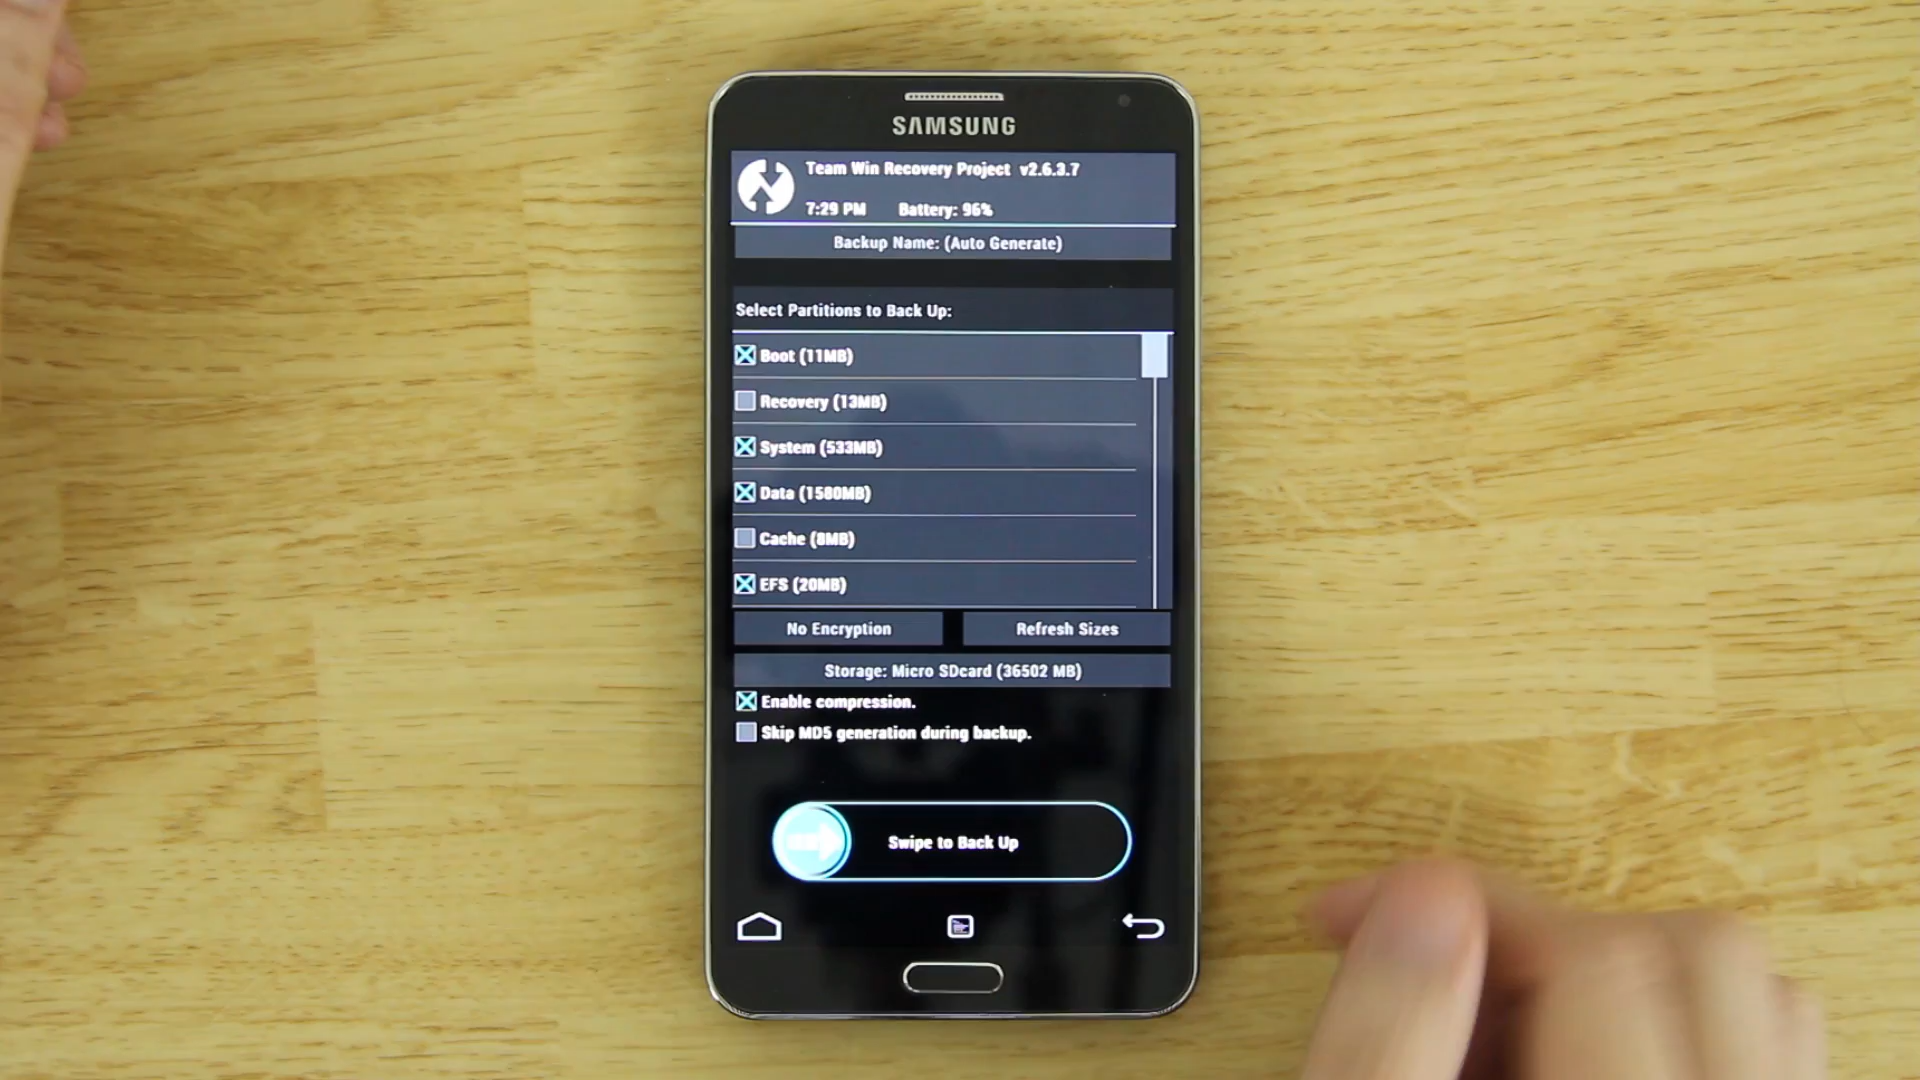 SAMSUNG
Team Win Recovery Project v2.6.3.7
7:29 PM Battery: 96%
Backup Name: (Auto Generate)
Select Partitions to Back Up:
Boot (11MB)
Recovery (13MB)
System (533MB)
Data (1580MB)
Cache (8MB)
EFS (20MB)
No Encryption Refresh Sizes
Storage: Micro SDcard (36502 MB)
Enable compression.
Skip MD5 generation during backup.
Swipe to Back Up